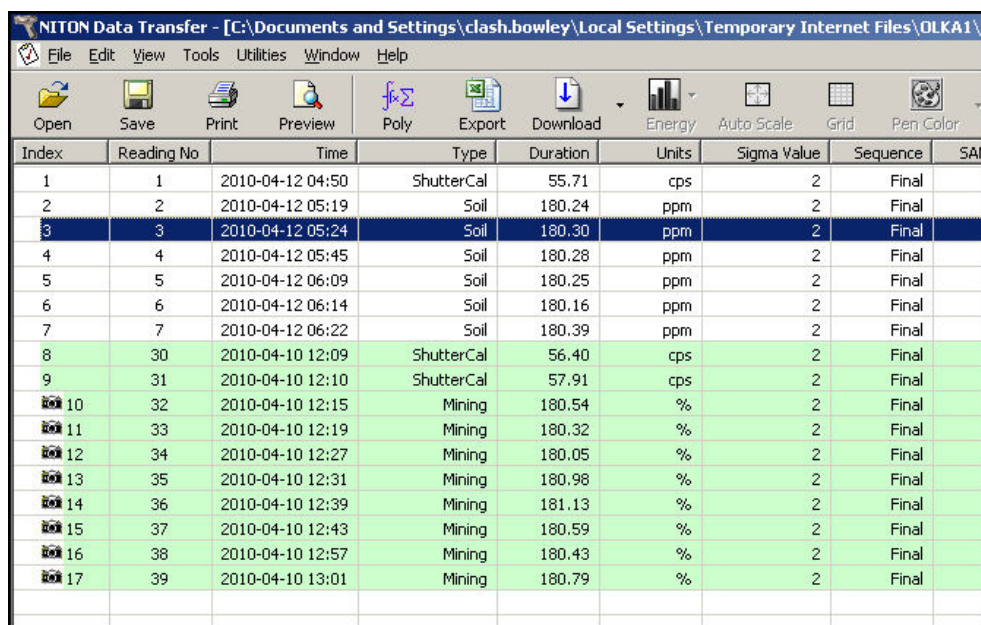 NITON Data Transfer - [C:\Documents and Settings\clash.bowley\Local Settings\Temporary Internet Files\OLKA1\
File Edit View Tools Utilities Window Help
Open Save Print Preview Poly Export Download Energy Auto Scale Grid Pen Color
Index Reading No Time Type Duration Units Sigma Value Sequence SA
1 1 2010-04-12 04:50 ShutterCal 55.71 cps 2 Final
2 2 2010-04-12 05:19 Soil 180.24 ppm 2 Final
3 3 2010-04-12 05:24 Soil 180.30 ppm 2 Final
4 4 2010-04-12 05:45 Soil 180.28 ppm 2 Final
5 5 2010-04-12 06:09 Soil 180.25 ppm 2 Final
6 6 2010-04-12 06:14 Soil 180.16 ppm 2 Final
7 7 2010-04-12 06:22 Soil 180.39 ppm 2 Final
8 30 2010-04-10 12:09 ShutterCal 56.40 cps 2 Final
9 31 2010-04-10 12:10 ShutterCal 57.91 cps 2 Final
10 32 2010-04-10 12:15 Mining 180.54 % 2 Final
11 33 2010-04-10 12:19 Mining 180.32 % 2 Final
12 34 2010-04-10 12:27 Mining 180.05 % 2 Final
13 35 2010-04-10 12:31 Mining 180.98 % 2 Final
14 36 2010-04-10 12:39 Mining 181.13 % 2 Final
15 37 2010-04-10 12:43 Mining 180.59 % 2 Final
16 38 2010-04-10 12:57 Mining 180.43 % 2 Final
17 39 2010-04-10 13:01 Mining 180.79 % 2 Final